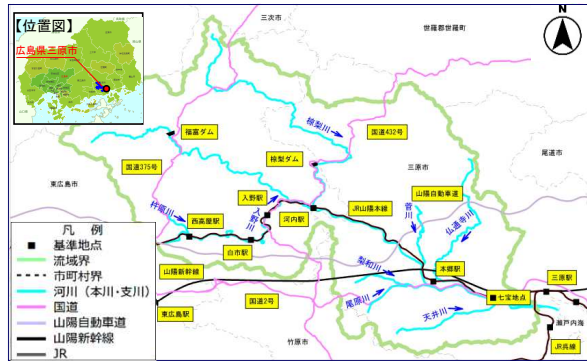 【位置図】
広島県三原市
三次市
世羅郡世羅町
N
福富ダム
椋梨川
国道432号
尾道市
国道375号
椋梨ダム
三原市
東広島市
入野駅
JR山陽本線
山陽自動車道
杵原川
西高屋駅
入野川
河内駅
菅川
仏通寺川
白市駅
凡 例
基準地点
流域界
市町村界
河川(本川・支川)
国道
山陽自動車道
山陽新幹線
JR
山陽新幹線
梨和川
本郷駅
三原駅
尾原川
七宝地点
東広島駅
国道2号
天井川
瀬戸内海
竹原市
JR呉線